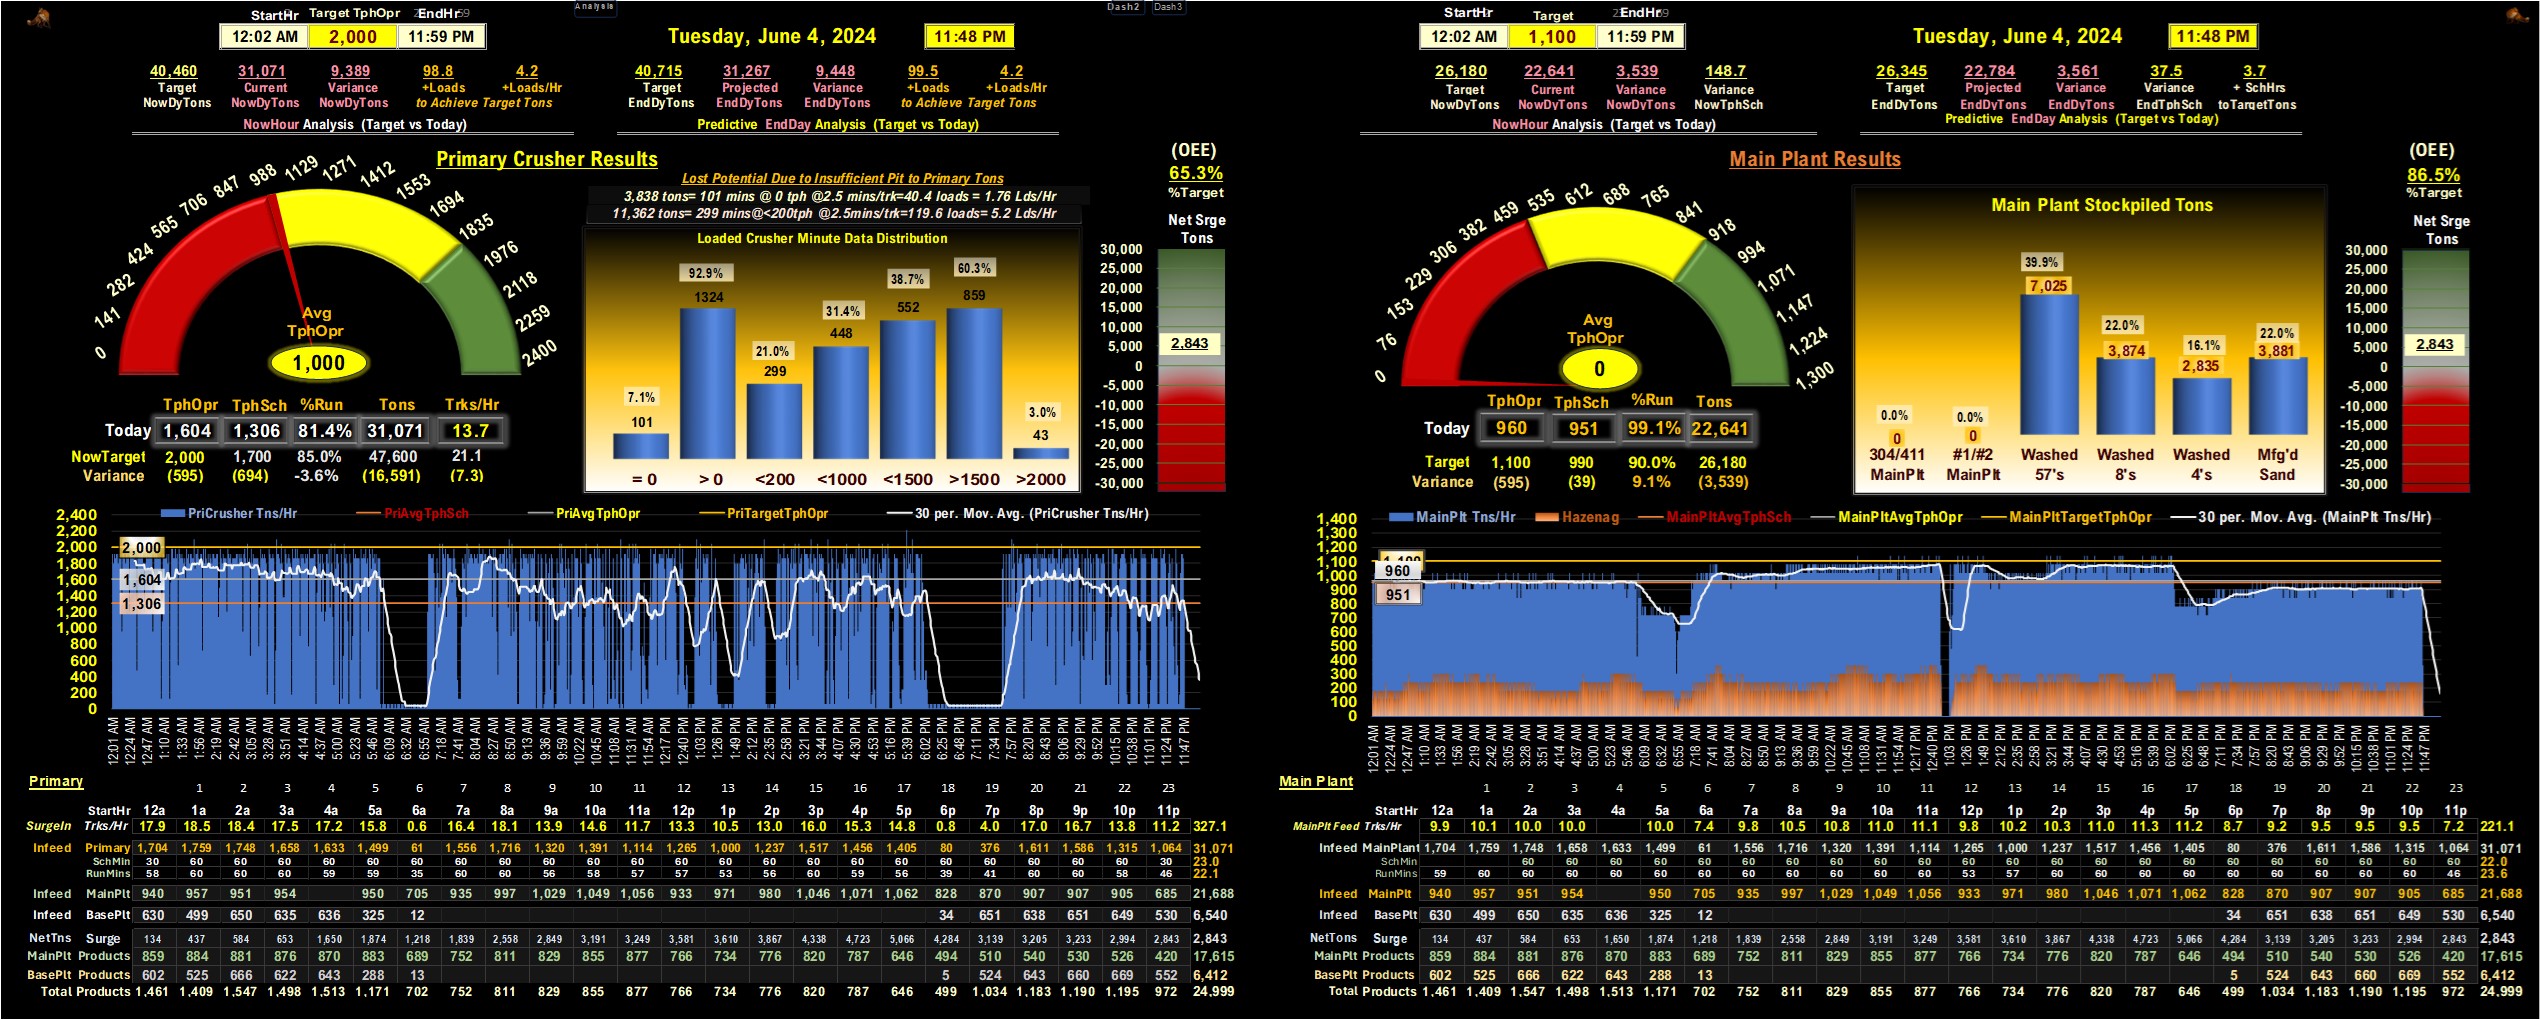 StartHr Target TphOpr EndHr
12:02 AM 2,000 11:59 PM
Analysis
Dash2 Dash3
Tuesday, June 4, 2024 11:48 PM
40,460 31,071 9,389 98.8 4.2
Target Current Variance +Loads +Loads/Hr
NowDyTons NowDyTons NowDyTons to Achieve Target Tons
NowHour Analysis (Target vs Today)
40,715 31,267 9,448 99.5 4.2
Target Projected Variance +Loads +Loads/Hr
EndDyTons EndDyTons EndDyTons to Achieve Target Tons
Predictive EndDay Analysis (Target vs Today)
Primary Crusher Results
0 141 282 424 565 706 847 988 1129 1271 1412 1553 1694 1835 1976 2118 2259 2400
Avg
TphOpr
1,000
TphOpr TphSch %Run Tons Trks/Hr
Today 1,604 1,306 81.4% 31,071 13.7
NowTarget 2,000 1,700 85.0% 47,600 21.1
Variance (595) (694) -3.6% (16,591) (7.3)
Lost Potential Due to Insufficient Pit to Primary Tons
3,838 tons= 101 mins @ 0 tph @2.5 mins/trk=40.4 loads = 1.76 Lds/Hr
11,362 tons= 299 mins@<200tph @2.5mins/trk=119.6 loads= 5.2 Lds/Hr
Loaded Crusher Minute Data Distribution
7.1% 92.9% 21.0% 31.4% 38.7% 60.3% 3.0%
101 1324 299 448 552 859 43
= 0 > 0 <200 <1000 <1500 >1500 >2000
(OEE)
65.3%
%Target
Net Srge
Tons
30,000
25,000
20,000
15,000
10,000
5,000
0
-5,000
-10,000
-15,000
-20,000
-25,000
-30,000
2,843
PriCrusher Tns/Hr PriAvgTphSch PriAvgTphOpr PriTargetTphOpr 30 per. Mov. Avg. (PriCrusher Tns/Hr)
2,400
2,200
2,000
1,800
1,600
1,400
1,200
1,000
800
600
400
200
0
2,000
1,604
1,306
12:01 AM 12:24 AM 12:47 AM 1:10 AM 1:33 AM 1:56 AM 2:19 AM 2:42 AM 3:05 AM 3:28 AM 3:51 AM 4:14 AM 4:37 AM 5:00 AM 5:23 AM 5:46 AM 6:09 AM 6:32 AM 6:55 AM 7:18 AM 7:41 AM 8:04 AM 8:27 AM 8:50 AM 9:13 AM 9:36 AM 9:59 AM 10:22 AM 10:45 AM 11:08 AM 11:31 AM 11:54 AM 12:17 PM 12:40 PM 1:03 PM 1:26 PM 1:49 PM 2:12 PM 2:35 PM 2:58 PM 3:21 PM 3:44 PM 4:07 PM 4:30 PM 4:53 PM 5:16 PM 5:39 PM 6:02 PM 6:25 PM 6:48 PM 7:11 PM 7:34 PM 7:57 PM 8:20 PM 8:43 PM 9:06 PM 9:29 PM 9:52 PM 10:15 PM 10:38 PM 11:01 PM 11:24 PM 11:47 PM
Primary
1 2 3 4 5 6 7 8 9 10 11 12 13 14 15 16 17 18 19 20 21 22 23
StartHr 12a 1a 2a 3a 4a 5a 6a 7a 8a 9a 10a 11a 12p 1p 2p 3p 4p 5p 6p 7p 8p 9p 10p 11p
SurgeIn Trks/Hr 17.9 18.5 18.4 17.5 17.2 15.8 0.6 16.4 18.1 13.9 14.6 11.7 13.3 10.5 13.0 16.0 15.3 14.8 0.8 4.0 17.0 16.7 13.8 11.2 327.1
Infeed Primary 1,704 1,759 1,748 1,658 1,633 1,499 61 1,556 1,716 1,320 1,391 1,114 1,265 1,000 1,237 1,517 1,456 1,405 80 376 1,611 1,586 1,315 1,064 31,071
SchMin 30 60 60 60 60 60 60 60 60 60 60 60 60 60 60 60 60 60 60 60 60 60 60 30 23.0
RunMins 58 60 60 60 59 59 35 60 60 56 58 57 57 53 56 60 60 56 39 41 60 60 58 46 22.1
Infeed MainPlt 940 957 951 954 950 705 935 997 1,029 1,049 1,056 933 971 980 1,046 1,071 1,062 828 870 907 907 905 685 21,688
Infeed BasePlt 630 499 650 635 636 325 12 34 651 638 651 649 530 6,540
NetTns Surge 134 437 584 653 1,650 1,874 1,218 1,839 2,558 2,849 3,191 3,249 3,581 3,610 3,867 4,338 4,723 5,066 4,284 3,139 3,205 3,233 2,994 2,843 2,843
MainPlt Products 859 884 881 876 870 883 689 752 811 829 855 877 766 734 776 820 787 646 494 510 540 530 526 420 17,615
BasePlt Products 602 525 666 622 643 288 13 5 524 643 660 669 552 6,412
Total Products 1,461 1,409 1,547 1,498 1,513 1,171 702 752 811 829 855 877 766 734 776 820 787 646 499 1,034 1,183 1,190 1,195 972 24,999
StartHr Target EndHr
12:02 AM 1,100 11:59 PM
Tuesday, June 4, 2024 11:48 PM
26,180 22,641 3,539 148.7
Target Current Variance Variance
NowDyTons NowDyTons NowDyTons NowTphSch
NowHour Analysis (Target vs Today)
26,345 22,784 3,561 37.5 3.7
Target Projected Variance Variance + SchHrs
EndDyTons EndDyTons EndDyTons EndTphSch toTargetTons
Predictive EndDay Analysis (Target vs Today)
Main Plant Results
0 76 153 229 306 382 459 535 612 688 765 841 918 994 1,071 1,147 1,224 1,300
Avg
TphOpr
0
TphOpr TphSch %Run Tons
Today 960 951 99.1% 22,641
Target 1,100 990 90.0% 26,180
Variance (595) (39) 9.1% (3,539)
Main Plant Stockpiled Tons
0.0% 0.0% 39.9% 22.0% 16.1% 22.0%
0 0 7,025 3,874 2,835 3,881
304/411 #1/#2 Washed Washed Washed Mfg'd
MainPlt MainPlt 57's 8's 4's Sand
(OEE)
86.5%
%Target
Net Srge
Tons
30,000
25,000
20,000
15,000
10,000
5,000
0
-5,000
-10,000
-15,000
-20,000
-25,000
-30,000
2,843
MainPlt Tns/Hr Hazenag MainPltAvgTphSch MainPltAvgTphOpr MainPltTargetTphOpr 30 per. Mov. Avg. (MainPlt Tns/Hr)
1,400
1,300
1,200
1,100
1,000
900
800
700
600
500
400
300
200
100
0
960
951
12:01 AM 12:24 AM 12:47 AM 1:10 AM 1:33 AM 1:56 AM 2:19 AM 2:42 AM 3:05 AM 3:28 AM 3:51 AM 4:14 AM 4:37 AM 5:00 AM 5:23 AM 5:46 AM 6:09 AM 6:32 AM 6:55 AM 7:18 AM 7:41 AM 8:04 AM 8:27 AM 8:50 AM 9:13 AM 9:36 AM 9:59 AM 10:22 AM 10:45 AM 11:08 AM 11:31 AM 11:54 AM 12:17 PM 12:40 PM 1:03 PM 1:26 PM 1:49 PM 2:12 PM 2:35 PM 2:58 PM 3:21 PM 3:44 PM 4:07 PM 4:30 PM 4:53 PM 5:16 PM 5:39 PM 6:02 PM 6:25 PM 6:48 PM 7:11 PM 7:34 PM 7:57 PM 8:20 PM 8:43 PM 9:06 PM 9:29 PM 9:52 PM 10:15 PM 10:38 PM 11:01 PM 11:24 PM 11:47 PM
Main Plant
1 2 3 4 5 6 7 8 9 10 11 12 13 14 15 16 17 18 19 20 21 22 23
StartHr 12a 1a 2a 3a 4a 5a 6a 7a 8a 9a 10a 11a 12p 1p 2p 3p 4p 5p 6p 7p 8p 9p 10p 11p
MainPlt Feed Trks/Hr 9.9 10.1 10.0 10.0 10.0 7.4 9.8 10.5 10.8 11.0 11.1 9.8 10.2 10.3 11.0 11.3 11.2 8.7 9.2 9.5 9.5 9.5 7.2 221.1
Infeed MainPlant 1,704 1,759 1,748 1,658 1,633 1,499 61 1,556 1,716 1,320 1,391 1,114 1,265 1,000 1,237 1,517 1,456 1,405 80 376 1,611 1,586 1,315 1,064 31,071
SchMin 60 60 60 60 60 60 60 60 60 60 60 60 60 60 60 60 60 60 60 60 60 60 22.0
RunMins 59 60 60 60 60 60 60 60 60 60 60 60 53 57 60 60 60 60 60 60 60 60 60 46 23.6
Infeed MainPlt 940 957 951 954 950 705 935 997 1,029 1,049 1,056 933 971 980 1,046 1,071 1,062 828 870 907 907 905 685 21,688
Infeed BasePlt 630 499 650 635 636 325 12 34 651 638 651 649 530 6,540
NetTons Surge 134 437 584 653 1,650 1,874 1,218 1,839 2,558 2,849 3,191 3,249 3,581 3,610 3,867 4,338 4,723 5,066 4,284 3,139 3,205 3,233 2,994 2,843 2,843
MainPlt Products 859 884 881 876 870 883 689 752 811 829 855 877 766 734 776 820 787 646 494 510 540 530 526 420 17,615
BasePlt Products 602 525 666 622 643 288 13 5 524 643 660 669 552 6,412
Total Products 1,461 1,409 1,547 1,498 1,513 1,171 702 752 811 829 855 877 766 734 776 820 787 646 499 1,034 1,183 1,190 1,195 972 24,999